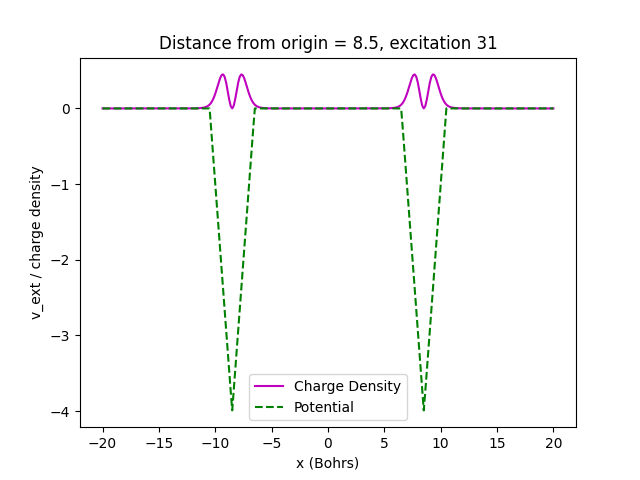 Distance from origin = 8.5, excitation 31
v_ext / charge density
0
−1
−2
−3
−4
Charge Density
Potential
−20
−15
−10
−5
0
5
10
15
20
x (Bohrs)